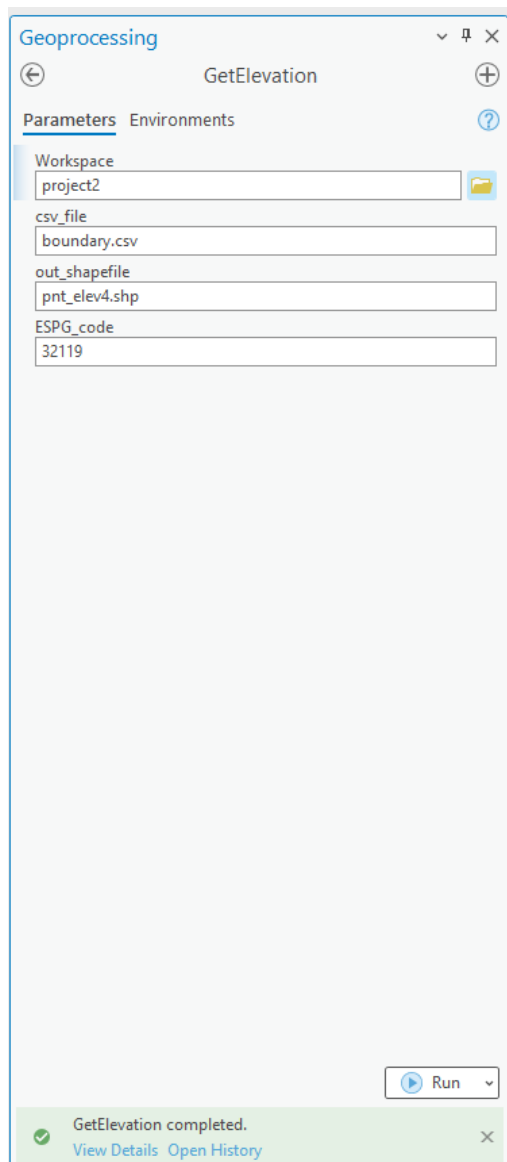 Geoprocessing
GetElevation
Parameters Environments
Workspace
project2
csv_file
boundary.csv
out_shapefile
pnt_elev4.shp
ESPG_code
32119
Run
GetElevation completed.
View Details Open History